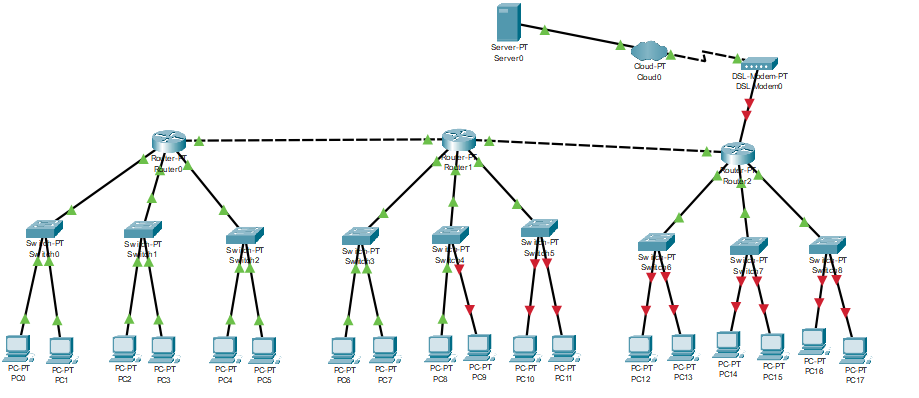 Server-PT
Server0
Cloud-PT
Cloud0
DSL-Modem-PT
DSL Modem0
Router-PT
Router0
Router-PT
Router1
Router-PT
Router2
Switch-PT
Switch0
Switch-PT
Switch1
Switch-PT
Switch2
Switch-PT
Switch3
Switch-PT
Switch4
Switch-PT
Switch5
Switch-PT
Switch6
Switch-PT
Switch7
Switch-PT
Switch8
PC-PT
PC0
PC-PT
PC1
PC-PT
PC2
PC-PT
PC3
PC-PT
PC4
PC-PT
PC5
PC-PT
PC6
PC-PT
PC7
PC-PT
PC8
PC-PT
PC9
PC-PT
PC10
PC-PT
PC11
PC-PT
PC12
PC-PT
PC13
PC-PT
PC14
PC-PT
PC15
PC-PT
PC16
PC-PT
PC17